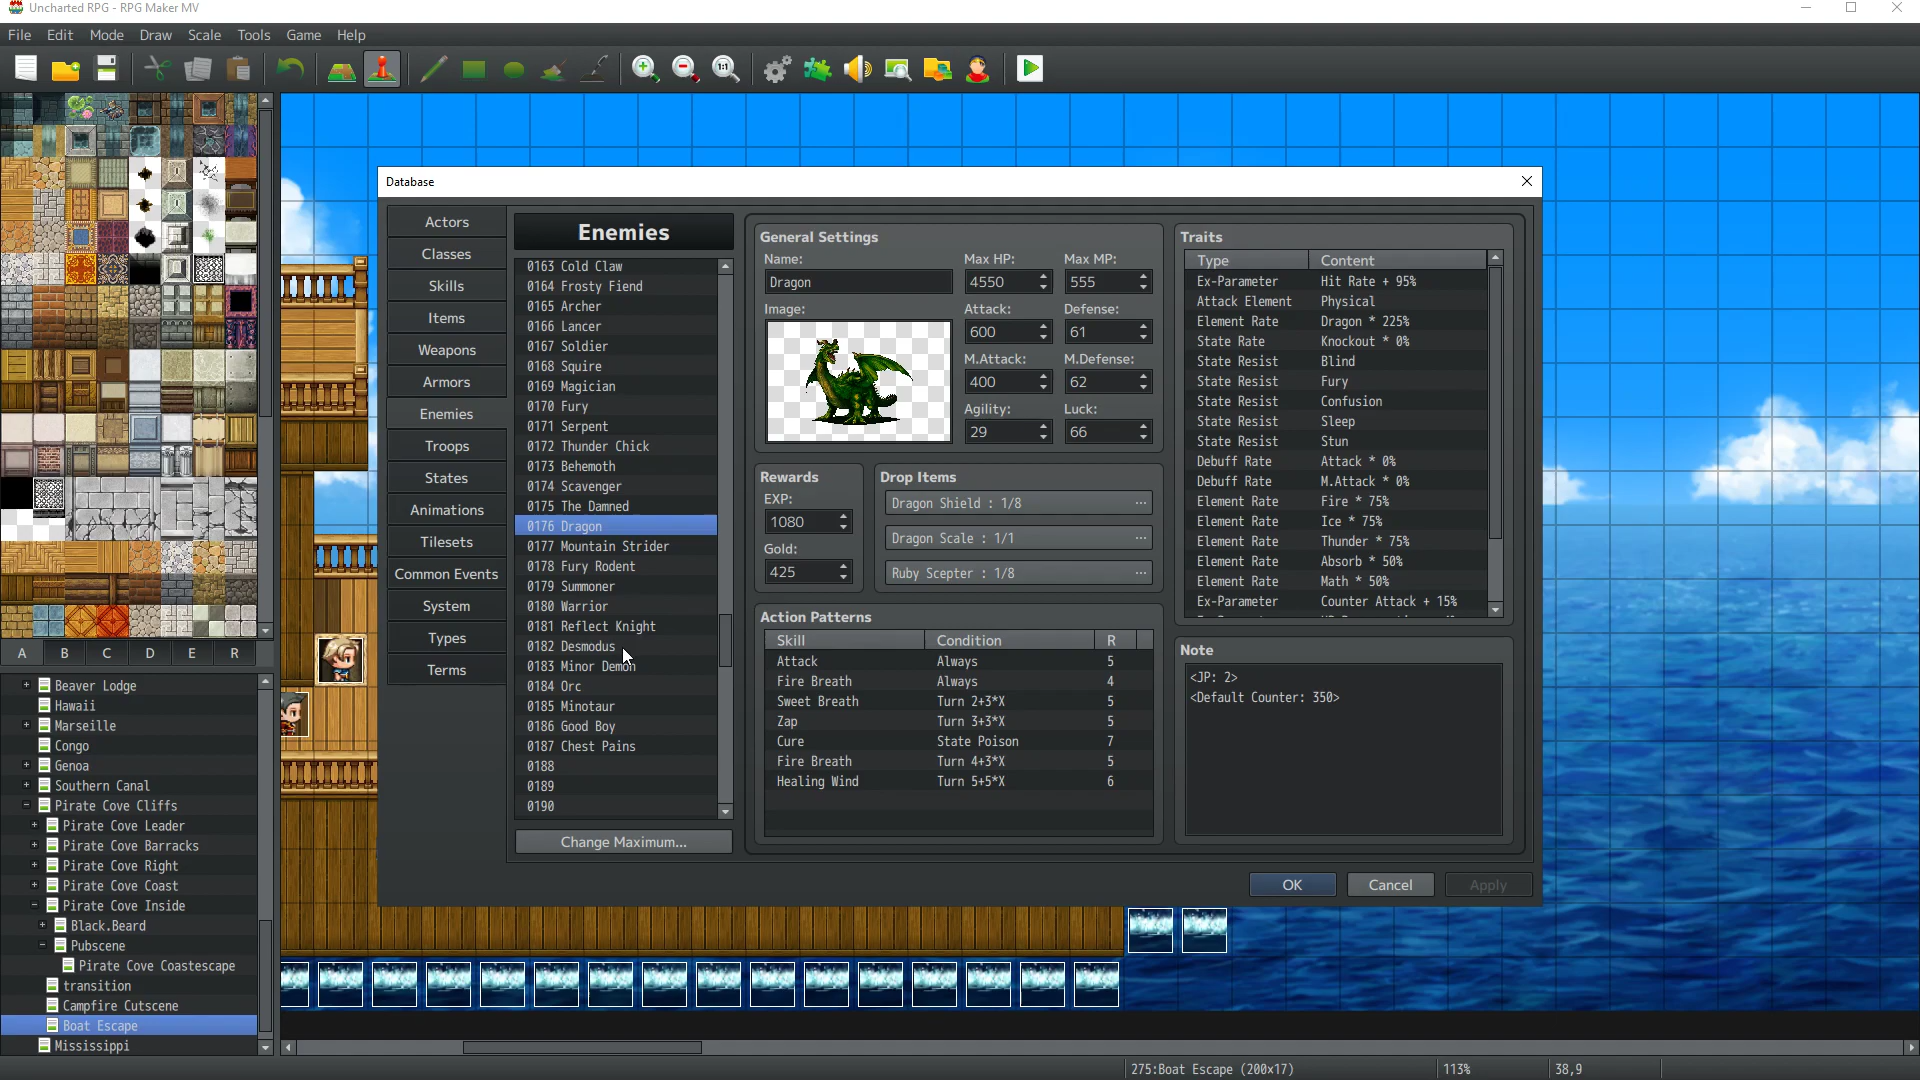 Uncharted RPG - RPG Maker MV
File Edit Mode Draw Scale Tools Game Help
1:1
A B C D E R
Beaver Lodge
Hawaii
Marseille
Congo
Genoa
Southern Canal
Pirate Cove Cliffs
Pirate Cove Leader
Pirate Cove Barracks
Pirate Cove Right
Pirate Cove Coast
Pirate Cove Inside
Black.Beard
Pubscene
Pirate Cove Coastescape
transition
Campfire Cutscene
Boat Escape
Mississippi
Database
Actors
Classes
Skills
Items
Weapons
Armors
Enemies
Troops
States
Animations
Tilesets
Common Events
System
Types
Terms
Enemies
0163 Cold Claw
0164 Frosty Fiend
0165 Archer
0166 Lancer
0167 Soldier
0168 Squire
0169 Magician
0170 Fury
0171 Serpent
0172 Thunder Chick
0173 Behemoth
0174 Scavenger
0175 The Damned
0176 Dragon
0177 Mountain Strider
0178 Fury Rodent
0179 Summoner
0180 Warrior
0181 Reflect Knight
0182 Desmodus
0183 Minor Demon
0184 Orc
0185 Minotaur
0186 Good Boy
0187 Chest Pains
0188
0189
0190
Change Maximum...
General Settings
Name: Max HP: Max MP:
Dragon 4550 555
Image: Attack: Defense:
600 61
M.Attack: M.Defense:
400 62
Agility: Luck:
29 66
Rewards
EXP:
1080
Gold:
425
Drop Items
Dragon Shield : 1/8 ...
Dragon Scale : 1/1 ...
Ruby Scepter : 1/8 ...
Action Patterns
Skill Condition R
Attack Always 5
Fire Breath Always 4
Sweet Breath Turn 2+3*X 5
Zap Turn 3+3*X 5
Cure State Poison 7
Fire Breath Turn 4+3*X 5
Healing Wind Turn 5+5*X 6
Traits
Type Content
Ex-Parameter Hit Rate + 95%
Attack Element Physical
Element Rate Dragon * 225%
State Rate Knockout * 0%
State Resist Blind
State Resist Fury
State Resist Confusion
State Resist Sleep
State Resist Stun
Debuff Rate Attack * 0%
Debuff Rate M.Attack * 0%
Element Rate Fire * 75%
Element Rate Ice * 75%
Element Rate Thunder * 75%
Element Rate Absorb * 50%
Element Rate Math * 50%
Ex-Parameter Counter Attack + 15%
Note
<JP: 2>
<Default Counter: 350>
OK Cancel Apply
275:Boat Escape (200x17) 113% 38,9